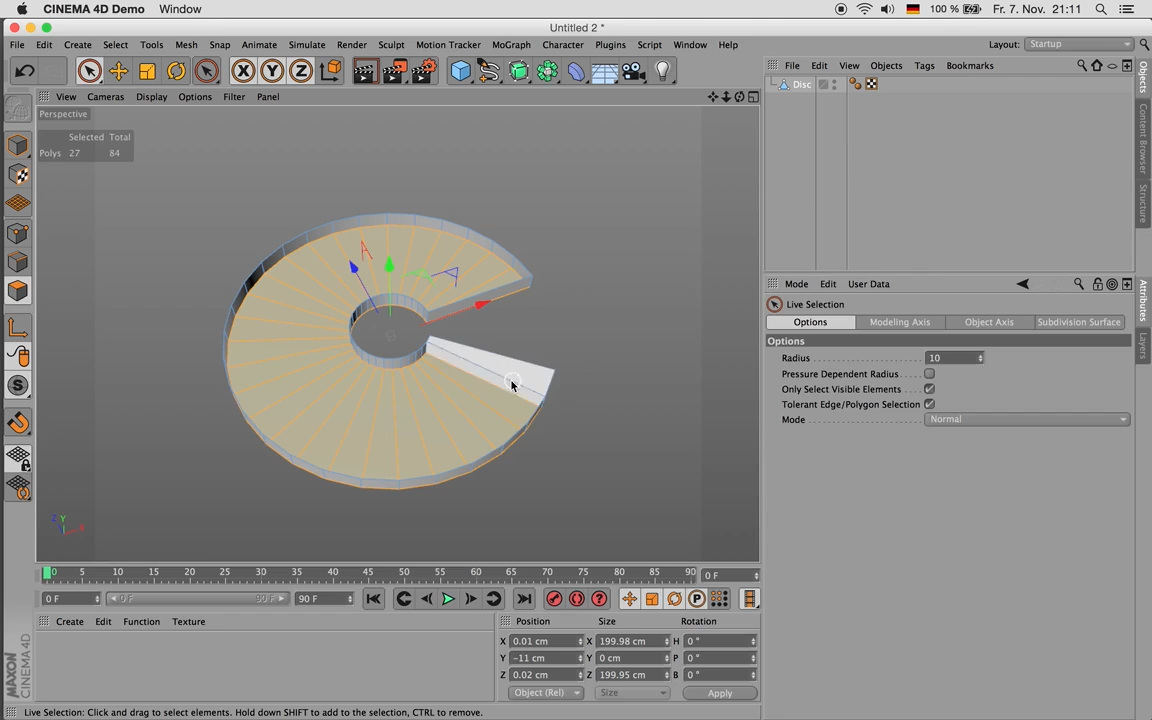 CINEMA 4D Demo Window 100 % Fr. 7. Nov. 21:11
Untitled 2 *
File Edit Create Select Tools Mesh Snap Animate Simulate Render Sculpt Motion Tracker MoGraph Character Plugins Script Window Help Layout: Startup
X Y Z
File Edit View Objects Tags Bookmarks
View Cameras Display Options Filter Panel
Disc
Perspective
Selected Total
Polys 27 84
Objects
Content Browser
Structure
Mode Edit User Data
Live Selection
Options Modeling Axis Object Axis Subdivision Surface
Options
Radius 10
Pressure Dependent Radius
Only Select Visible Elements
Tolerant Edge/Polygon Selection
Mode Normal
Attributes
Layers
S
Z Y X
0 5 10 15 20 25 30 35 40 45 50 55 60 65 70 75 80 85 90 0 F
0 F 0 F 90 F 90 F ? P
Create Edit Function Texture
Position Size Rotation
X 0.01 cm X 199.98 cm H 0 °
Y -11 cm Y 0 cm P 0 °
Z 0.02 cm Z 199.95 cm B 0 °
Object (Rel) Size Apply
MAXON CINEMA 4D
Live Selection: Click and drag to select elements. Hold down SHIFT to add to the selection, CTRL to remove.